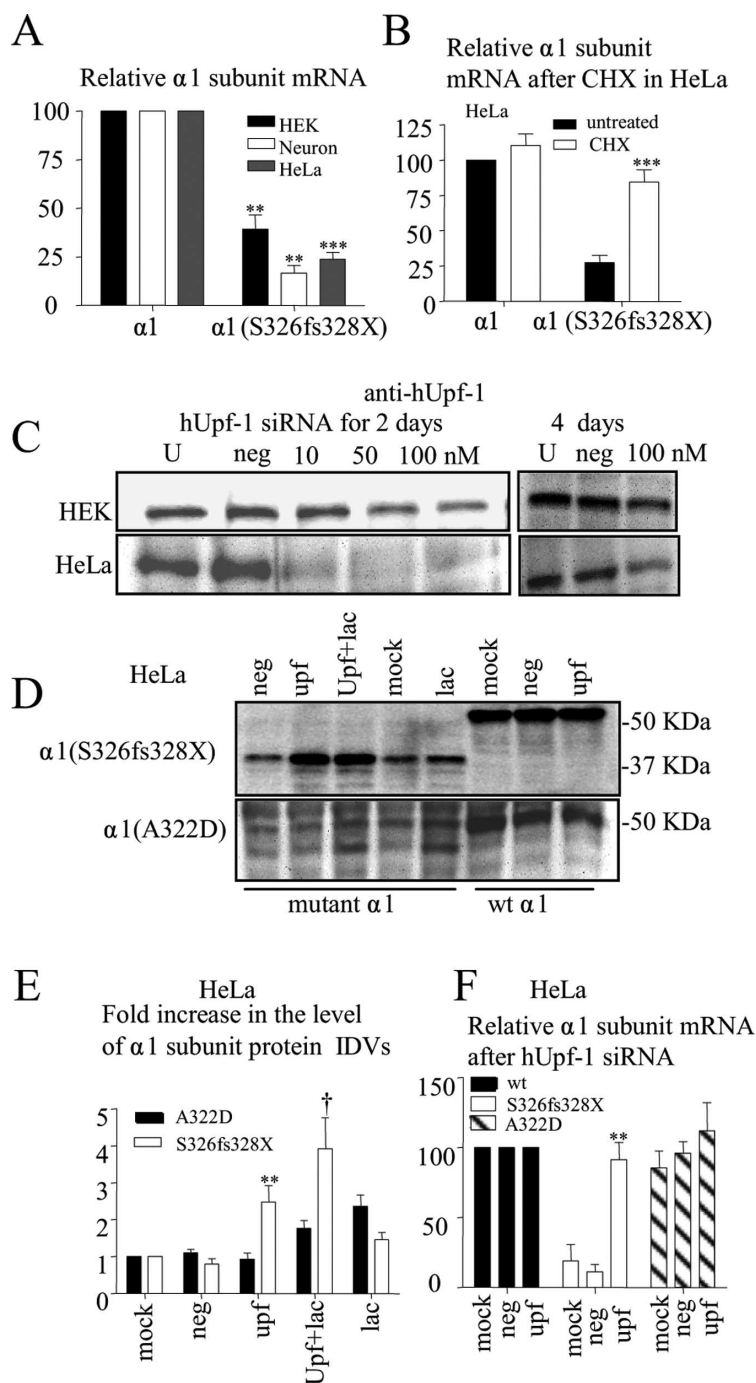 A
Relative α1 subunit mRNA
100
75
50
25
0
HEK
Neuron
HeLa
**
**
***
α1
α1 (S326fs328X)
B
Relative α1 subunit
mRNA after CHX in HeLa
HeLa
125
100
75
50
25
0
untreated
CHX
***
α1
α1 (S326fs328X)
C
anti-hUpf-1
hUpf-1 siRNA for 2 days
4 days
U neg 10 50 100 nM
U neg 100 nM
HEK
HeLa
D
HeLa
neg upf Upf+lac mock lac mock neg upf
α1(S326fs328X)
-50 KDa
-37 KDa
α1(A322D)
-50 KDa
mutant α1
wt α1
E
HeLa
Fold increase in the level
of α1 subunit protein IDVs
5
4
3
2
1
0
A322D
S326fs328X
**
†
mock neg upf Upf+lac lac
F
HeLa
Relative α1 subunit mRNA
after hUpf-1 siRNA
150
100
50
0
wt
S326fs328X
A322D
**
mock neg upf mock neg upf mock neg upf